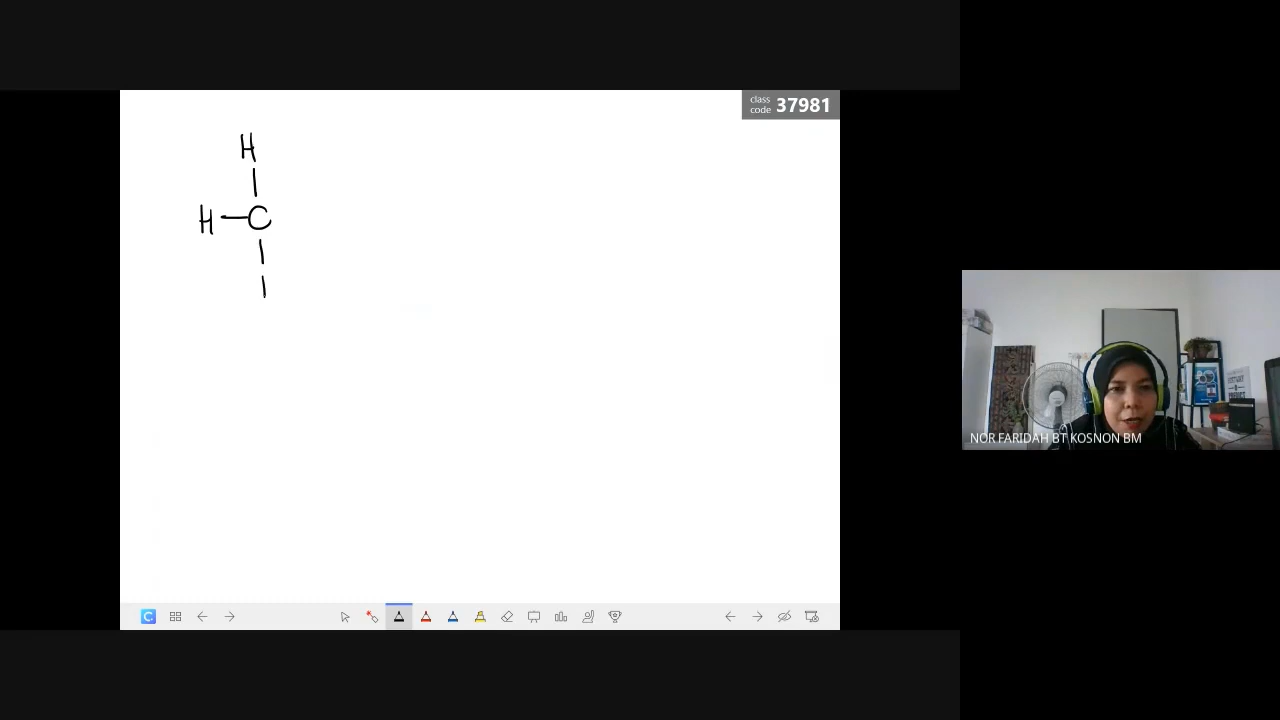 class
code 37981
H
H–C
NOR FARIDAH BT KOSNON BM